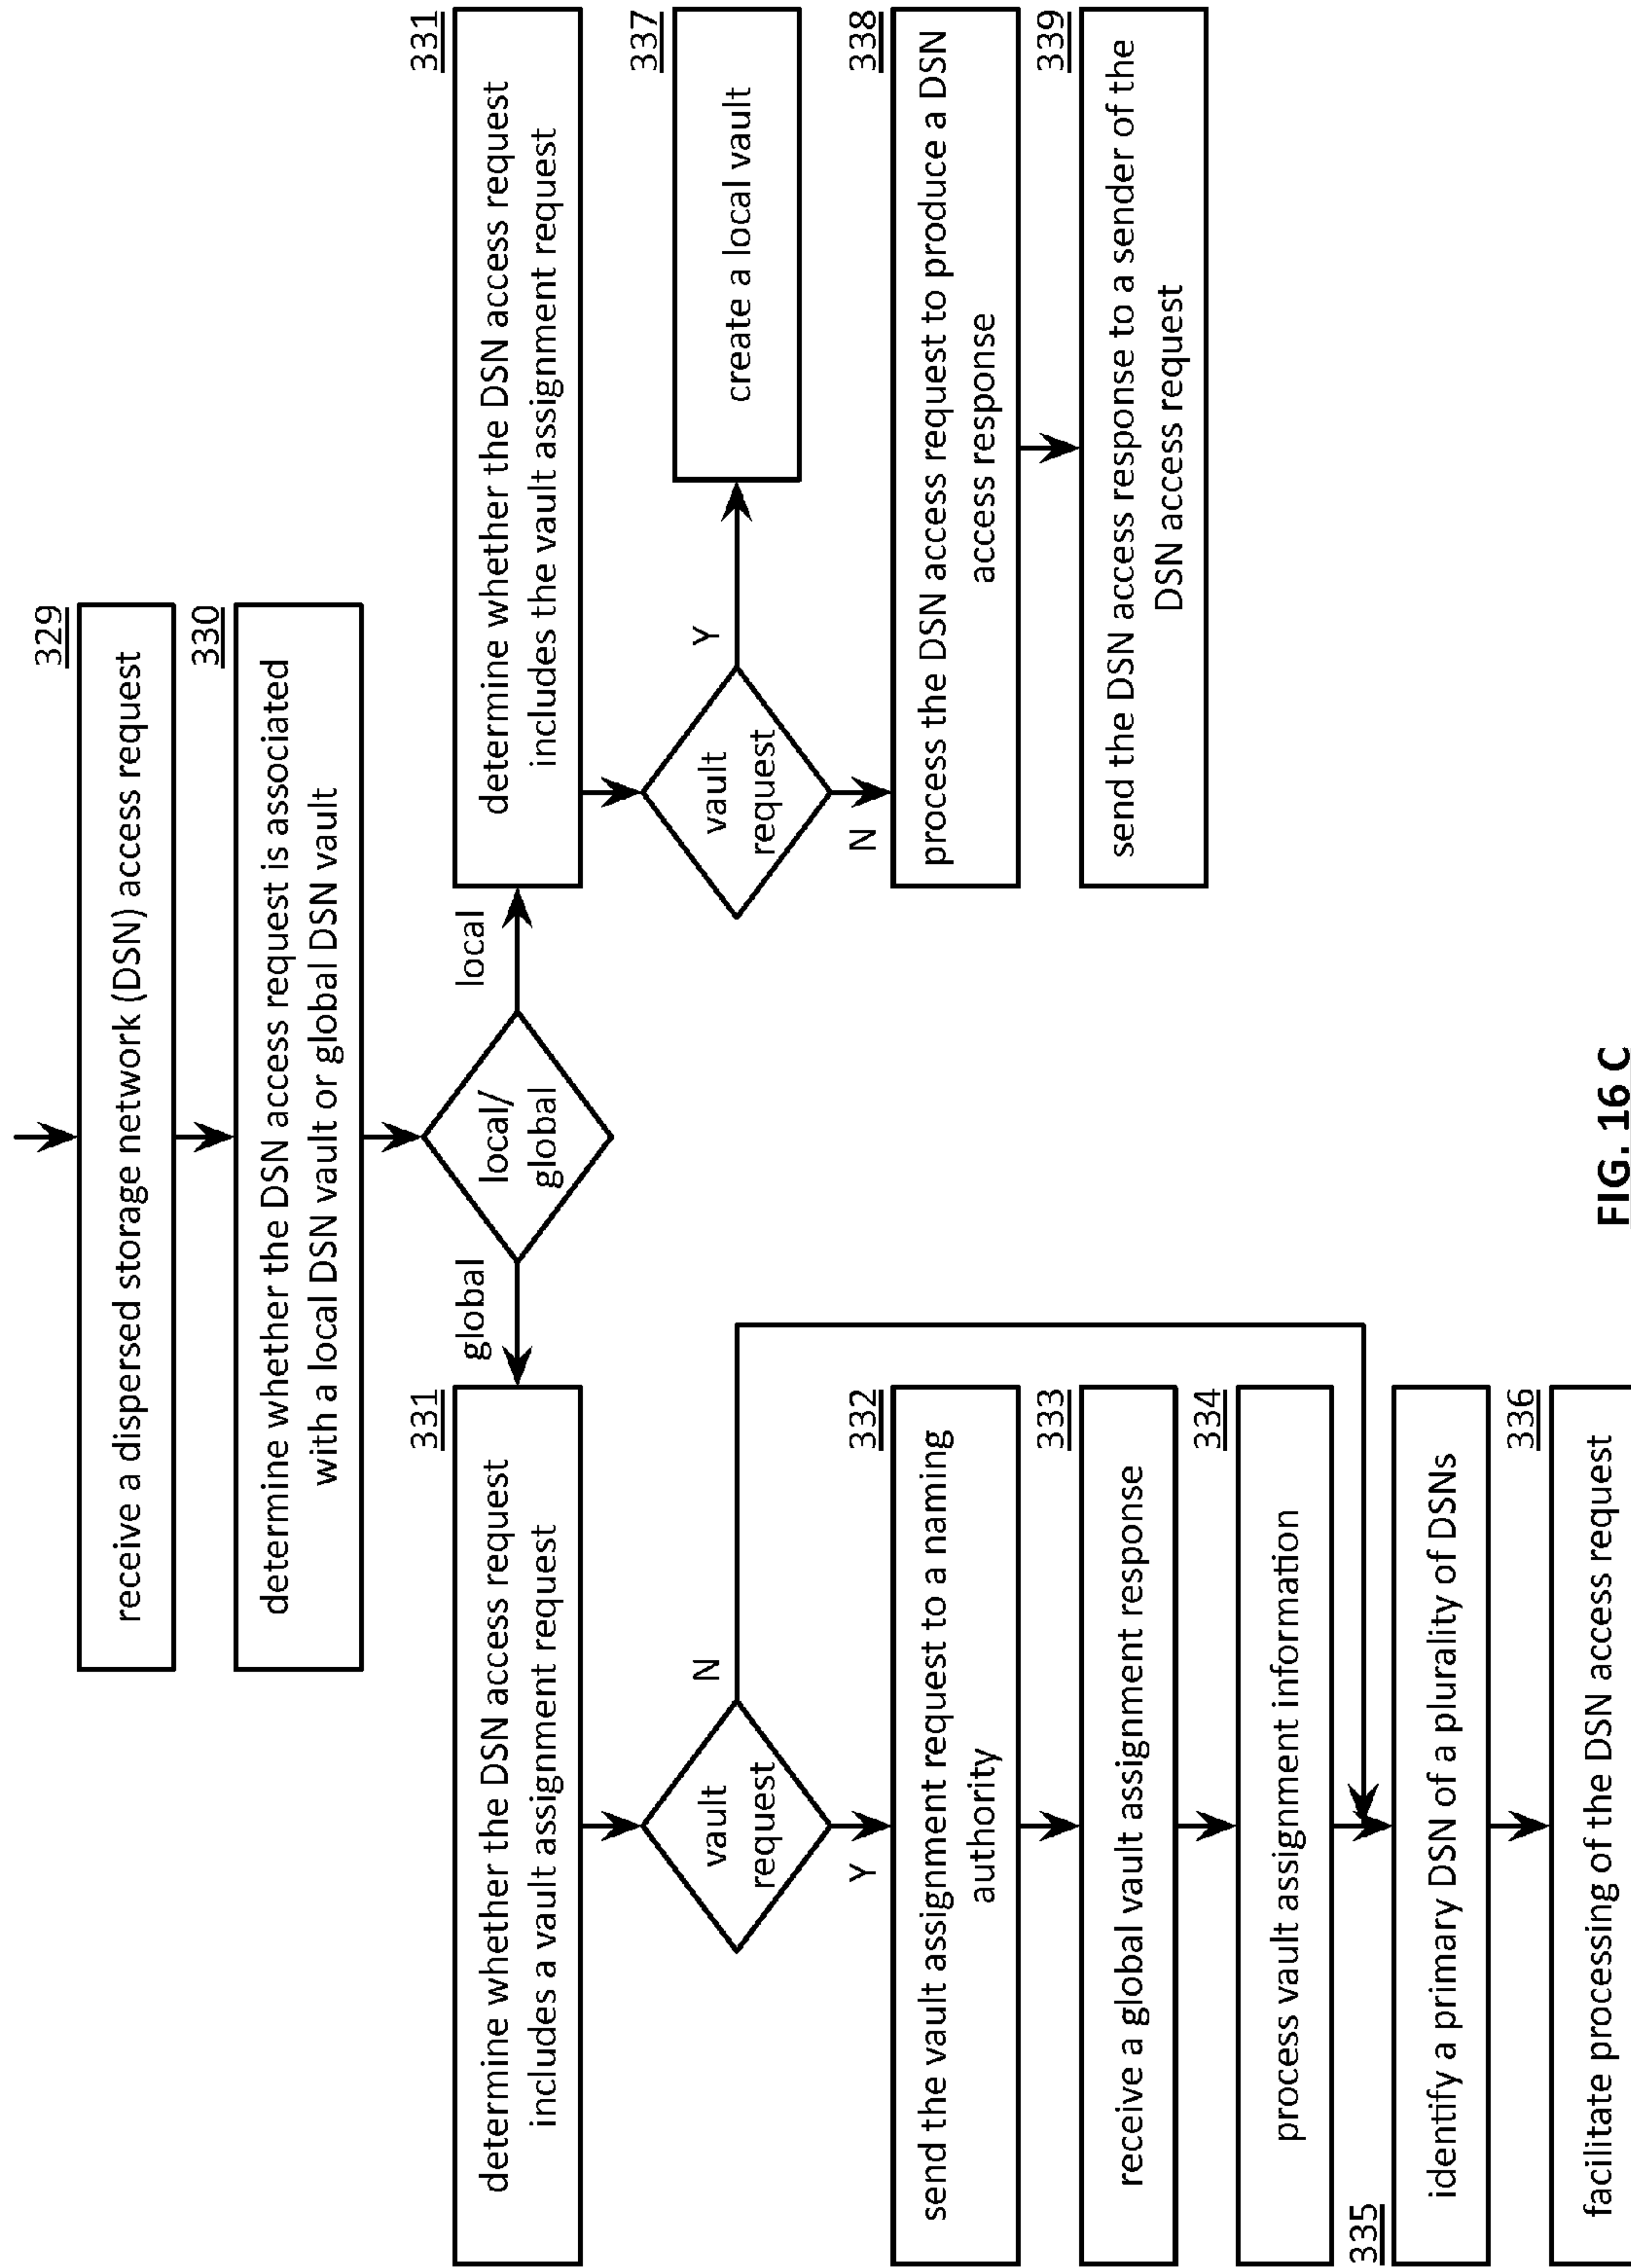 329
receive a dispersed storage network (DSN) access request
330
determine whether the DSN access request is associated
with a local DSN vault or global DSN vault
local/
global
global
local
331
determine whether the DSN access request
includes a vault assignment request
vault
request
N
Y
332
send the vault assignment request to a naming
authority
333
receive a global vault assignment response
334
process vault assignment information
335
identify a primary DSN of a plurality of DSNs
336
facilitate processing of the DSN access request
331
determine whether the DSN access request
includes the vault assignment request
vault
request
Y
N
337
create a local vault
338
process the DSN access request to produce a DSN
access response
339
send the DSN access response to a sender of the
DSN access request
FIG. 16 C